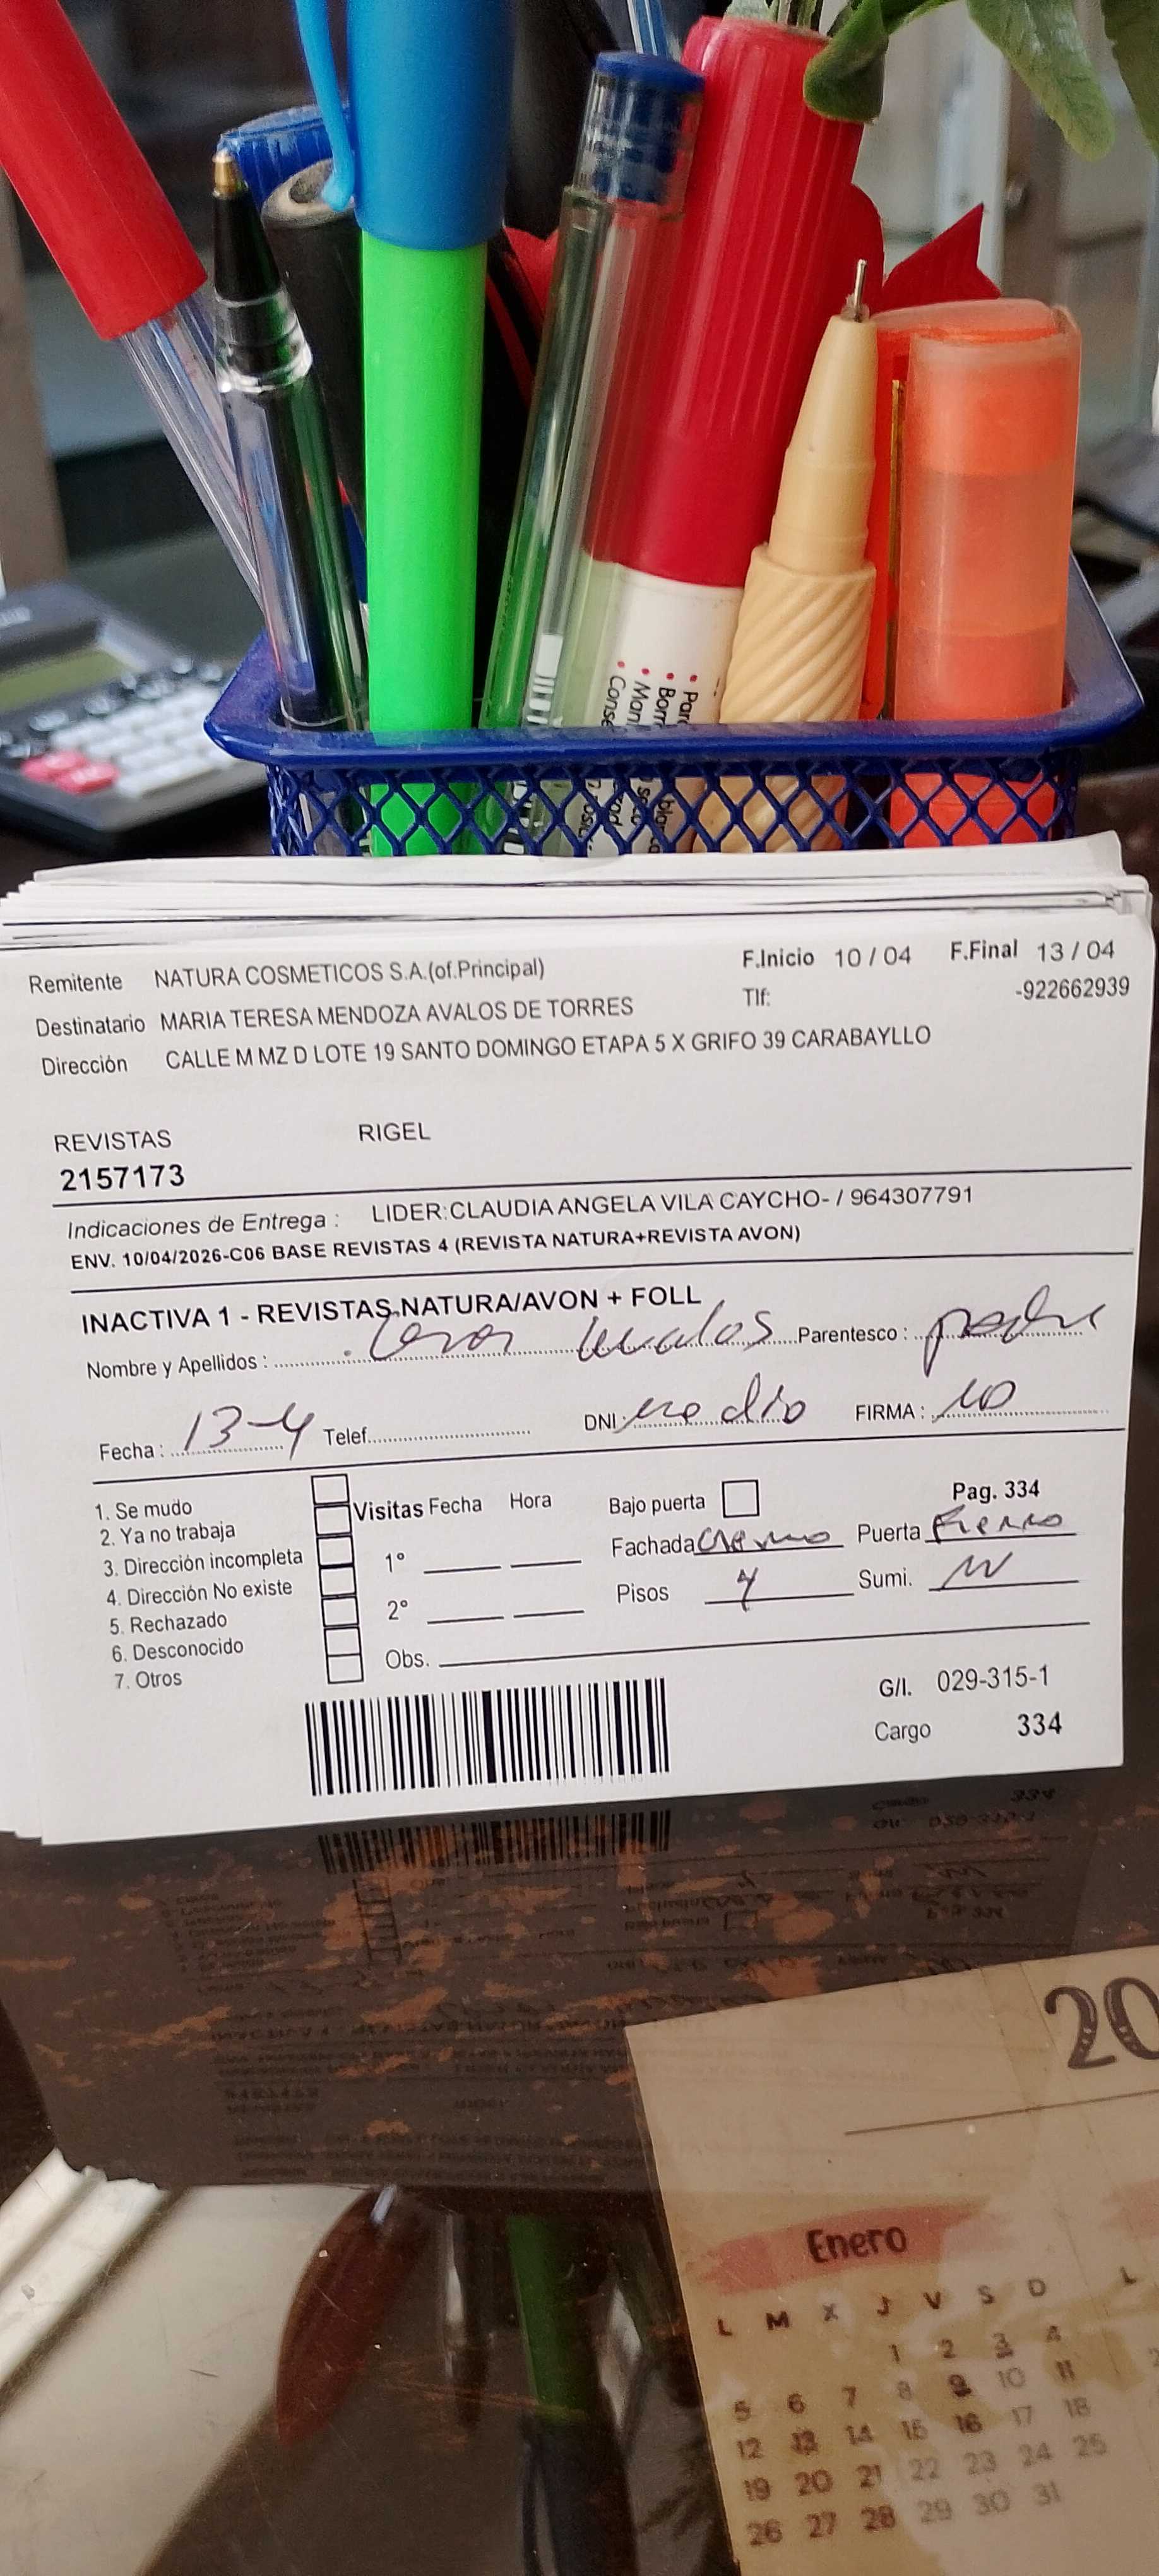 Remitente NATURA COSMETICOS S.A.(of.Principal) F.Inicio 10 / 04 F.Final 13 / 04
Destinatario MARIA TERESA MENDOZA AVALOS DE TORRES Tlf: -922662939
Dirección CALLE M MZ D LOTE 19 SANTO DOMINGO ETAPA 5 X GRIFO 39 CARABAYLLO
REVISTAS RIGEL
2157173
Indicaciones de Entrega : LIDER:CLAUDIA ANGELA VILA CAYCHO- / 964307791
ENV. 10/04/2026-C06 BASE REVISTAS 4 (REVISTA NATURA+REVISTA AVON)
INACTIVA 1 - REVISTAS.NATURA/AVON + FOLL
Nombre y Apellidos : Parentesco : padre
Fecha : 13-4 Telef. DNI: no dio FIRMA : NO
1. Se mudo
2. Ya no trabaja
3. Dirección incompleta
4. Dirección No existe
5. Rechazado
6. Desconocido
7. Otros
Visitas Fecha Hora
1°
2°
Obs.
Bajo puerta Pag. 334
Fachada Puerta Fierro
Pisos 4 Sumi.
G/I. 029-315-1
Cargo 334
20
Enero
L M X J V S D L
1 2 3 4
5 6 7 8 9 10 11
12 13 14 15 16 17 18
19 20 21 22 23 24 25
26 27 28 29 30 31